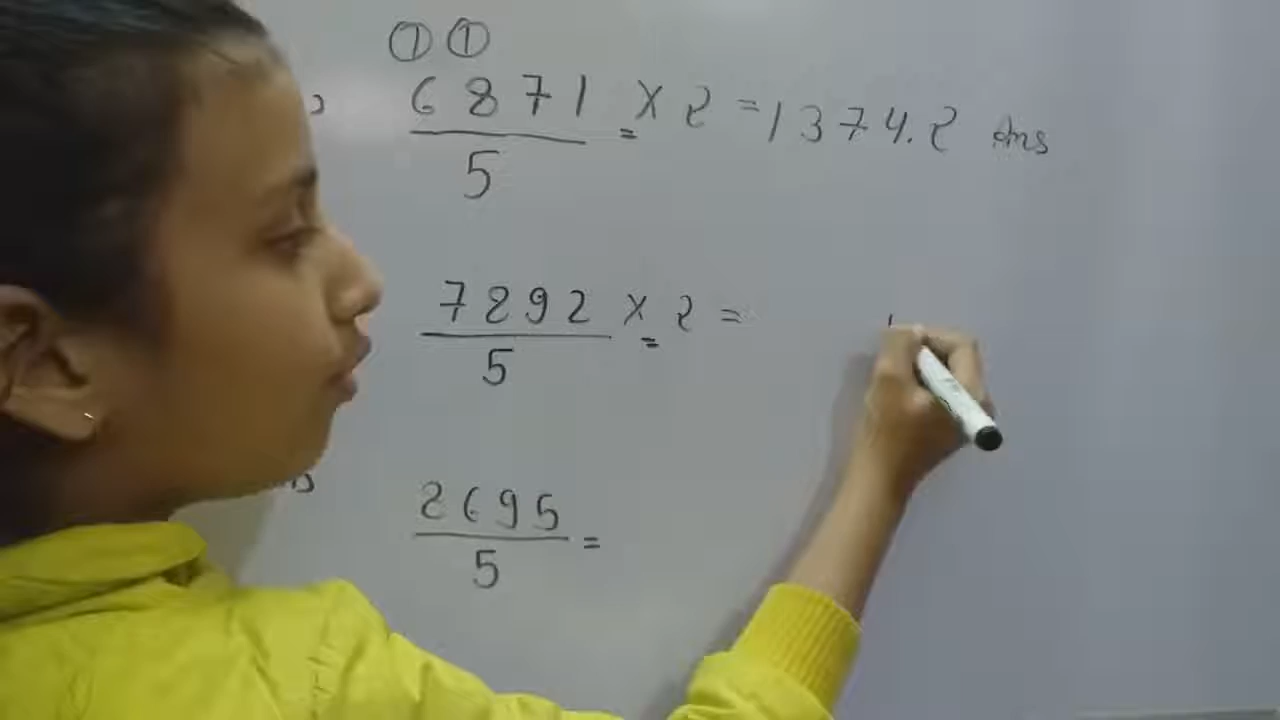 ① ①
6871/5 = × 2 = 1374.2 Ans
7292/5 = × 2 =
2695/5 =